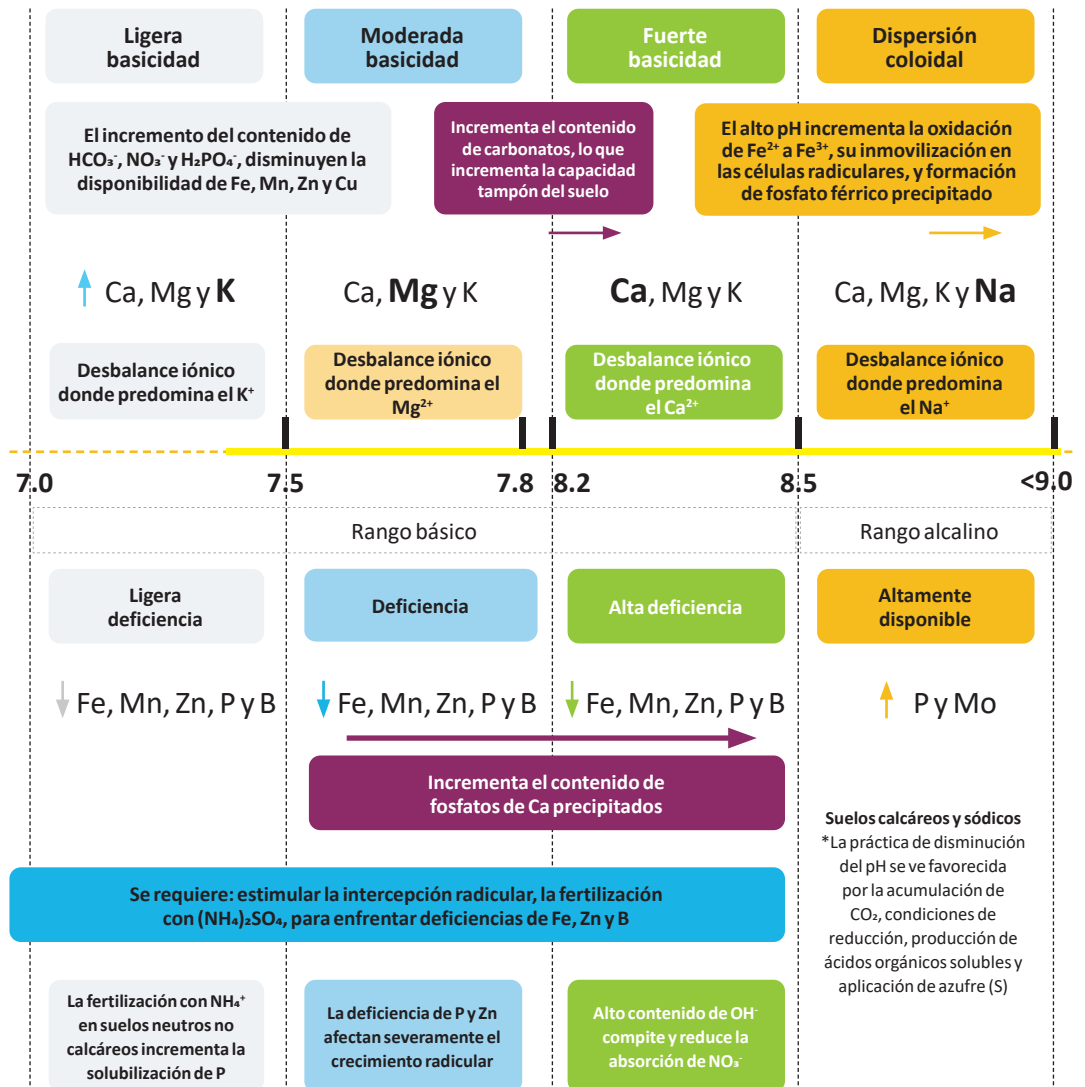 Ligera
basicidad
Moderada
basicidad
Fuerte
basicidad
Dispersión
coloidal
El incremento del contenido de
HCO₃⁻, NO₃⁻ y H₂PO₄⁻, disminuyen la
disponibilidad de Fe, Mn, Zn y Cu
Incrementa el contenido
de carbonatos, lo que
incrementa la capacidad
tampón del suelo
El alto pH incrementa la oxidación
de Fe²⁺ a Fe³⁺, su inmovilización en
las células radiculares, y formación
de fosfato férrico precipitado
Ca, Mg y K
Ca, Mg y K
Ca, Mg y K
Ca, Mg, K y Na
Desbalance iónico
donde predomina el K⁺
Desbalance iónico
donde predomina el
Mg²⁺
Desbalance iónico
donde predomina
el Ca²⁺
Desbalance iónico
donde predomina
el Na⁺
7.0 7.5 7.8 8.2 8.5 <9.0
Rango básico
Rango alcalino
Ligera
deficiencia
Deficiencia
Alta deficiencia
Altamente
disponible
Fe, Mn, Zn, P y B
Fe, Mn, Zn, P y B
Fe, Mn, Zn, P y B
P y Mo
Incrementa el contenido de
fosfatos de Ca precipitados
Suelos calcáreos y sódicos
*La práctica de disminución
del pH se ve favorecida
por la acumulación de
CO₂, condiciones de
reducción, producción de
ácidos orgánicos solubles y
aplicación de azufre (S)
Se requiere: estimular la intercepción radicular, la fertilización
con (NH₄)₂SO₄, para enfrentar deficiencias de Fe, Zn y B
La fertilización con NH₄⁺
en suelos neutros no
calcáreos incrementa la
solubilización de P
La deficiencia de P y Zn
afectan severamente el
crecimiento radicular
Alto contenido de OH⁻
compite y reduce la
absorción de NO₃⁻